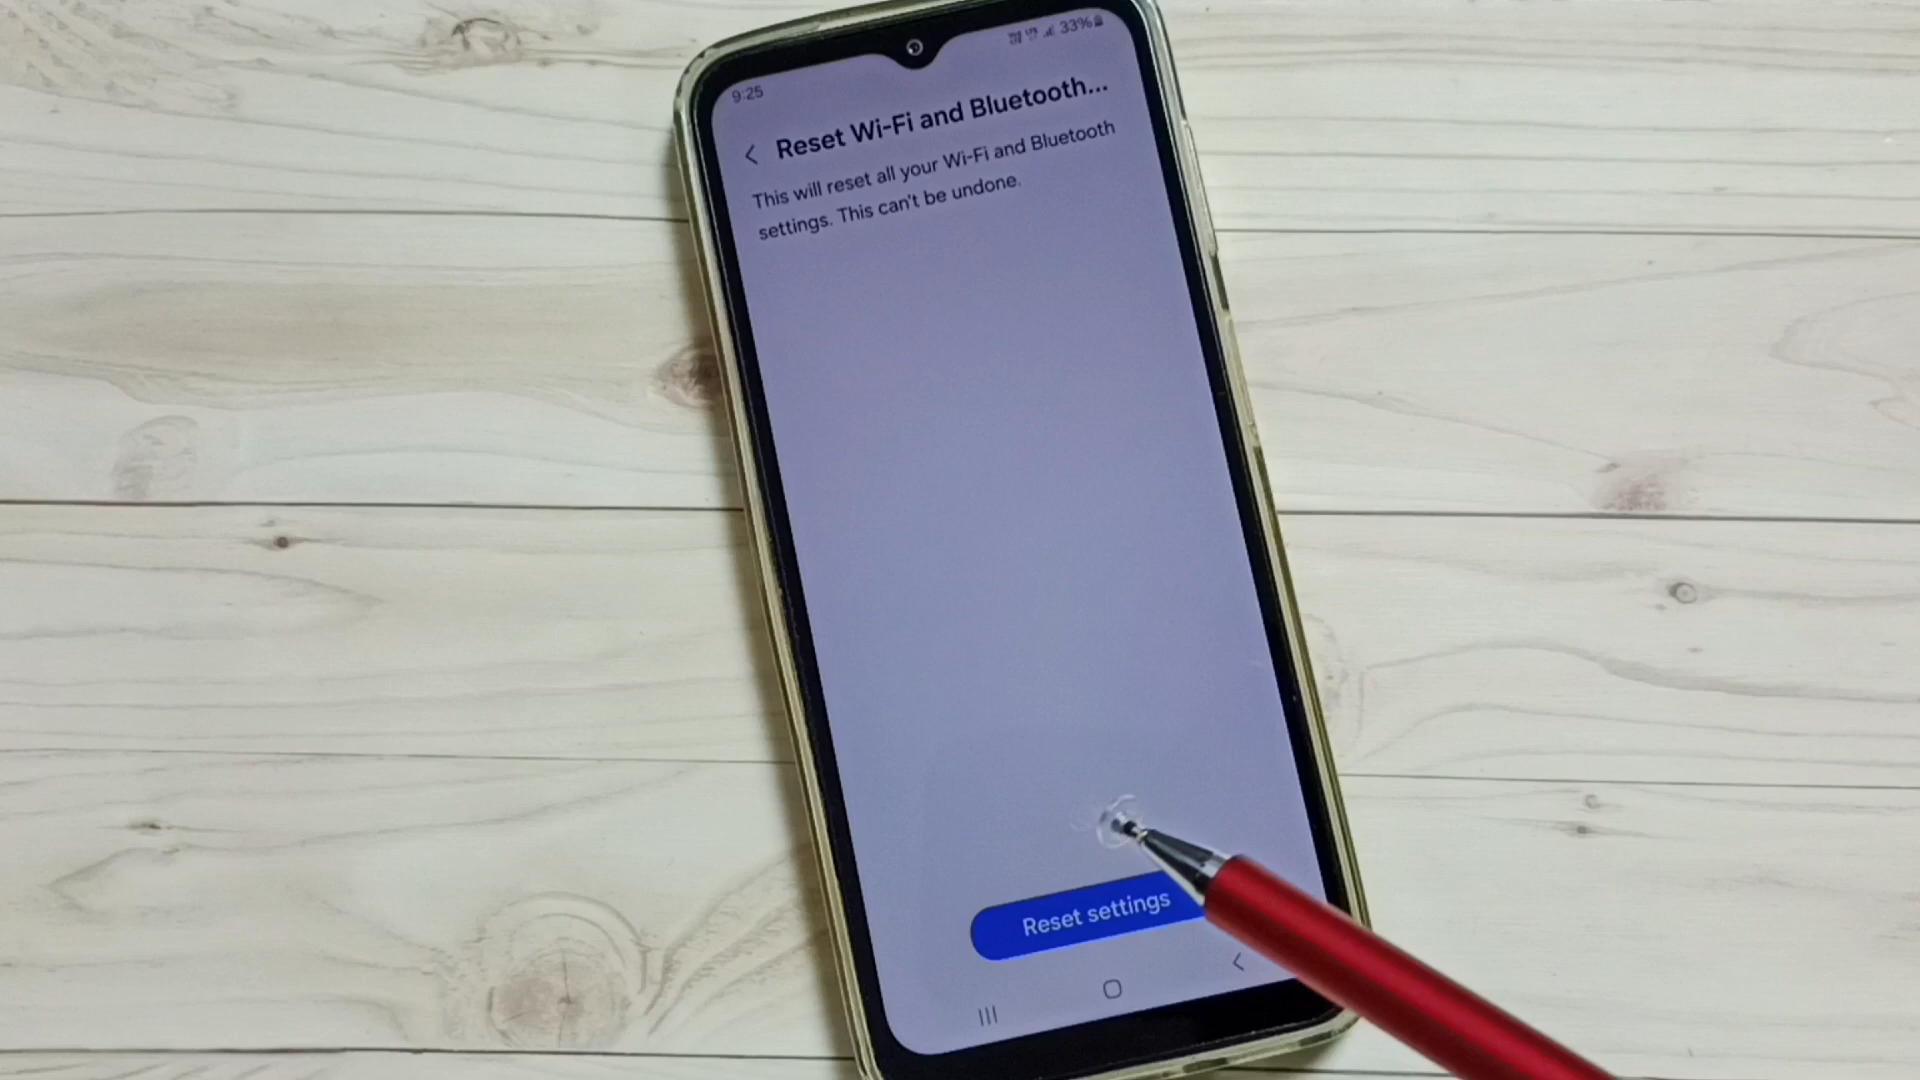 9:25
33%
Reset Wi-Fi and Bluetooth...
This will reset all your Wi-Fi and Bluetooth
settings. This can't be undone.
Reset settings